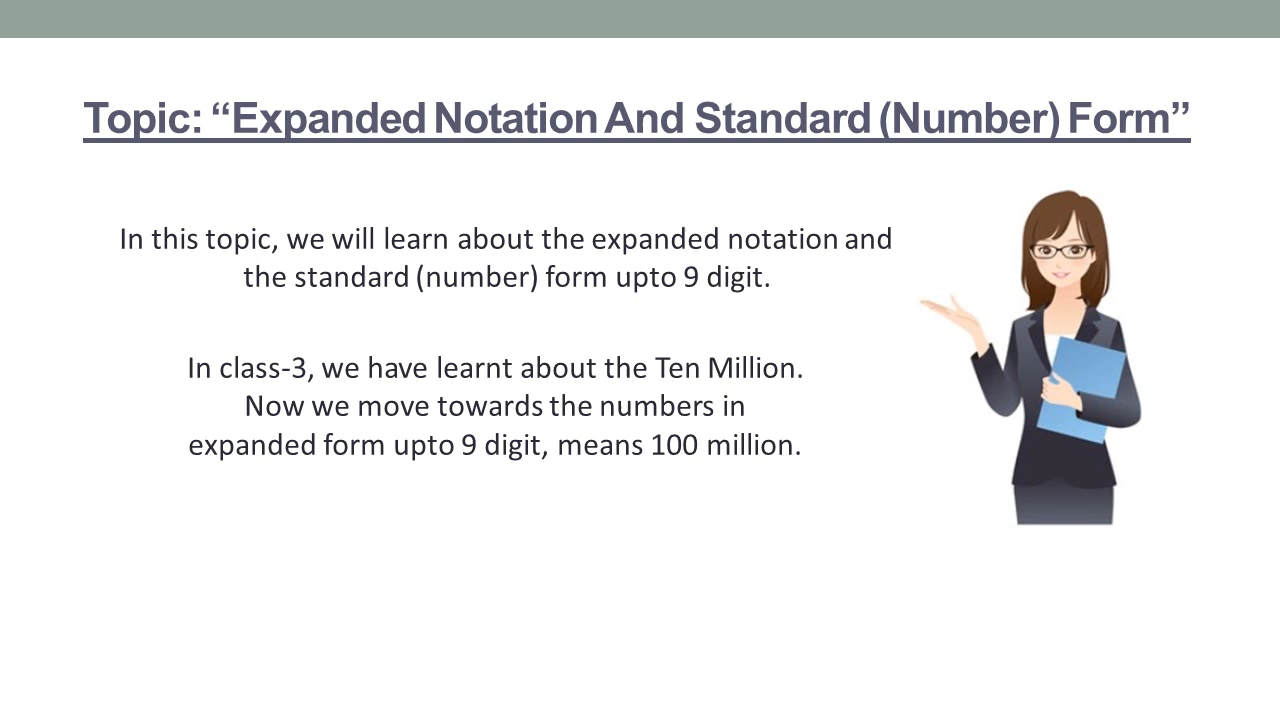 Topic: “Expanded Notation And Standard (Number) Form”
In this topic, we will learn about the expanded notation and
the standard (number) form upto 9 digit.
In class-3, we have learnt about the Ten Million.
Now we move towards the numbers in
expanded form upto 9 digit, means 100 million.